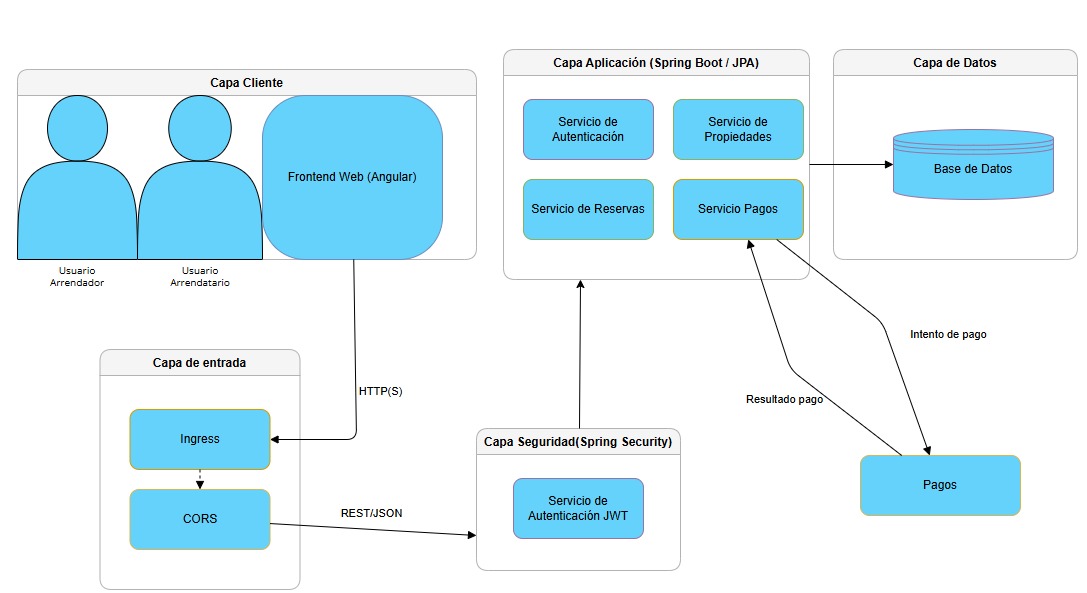 Capa Cliente
Usuario
Arrendador
Usuario
Arrendatario
Frontend Web (Angular)
Capa Aplicación (Spring Boot / JPA)
Servicio de
Autenticación
Servicio de
Propiedades
Servicio de Reservas
Servicio Pagos
Capa de Datos
Base de Datos
Intento de pago
Resultado pago
Pagos
HTTP(S)
Capa de entrada
Ingress
CORS
REST/JSON
Capa Seguridad(Spring Security)
Servicio de
Autenticación JWT